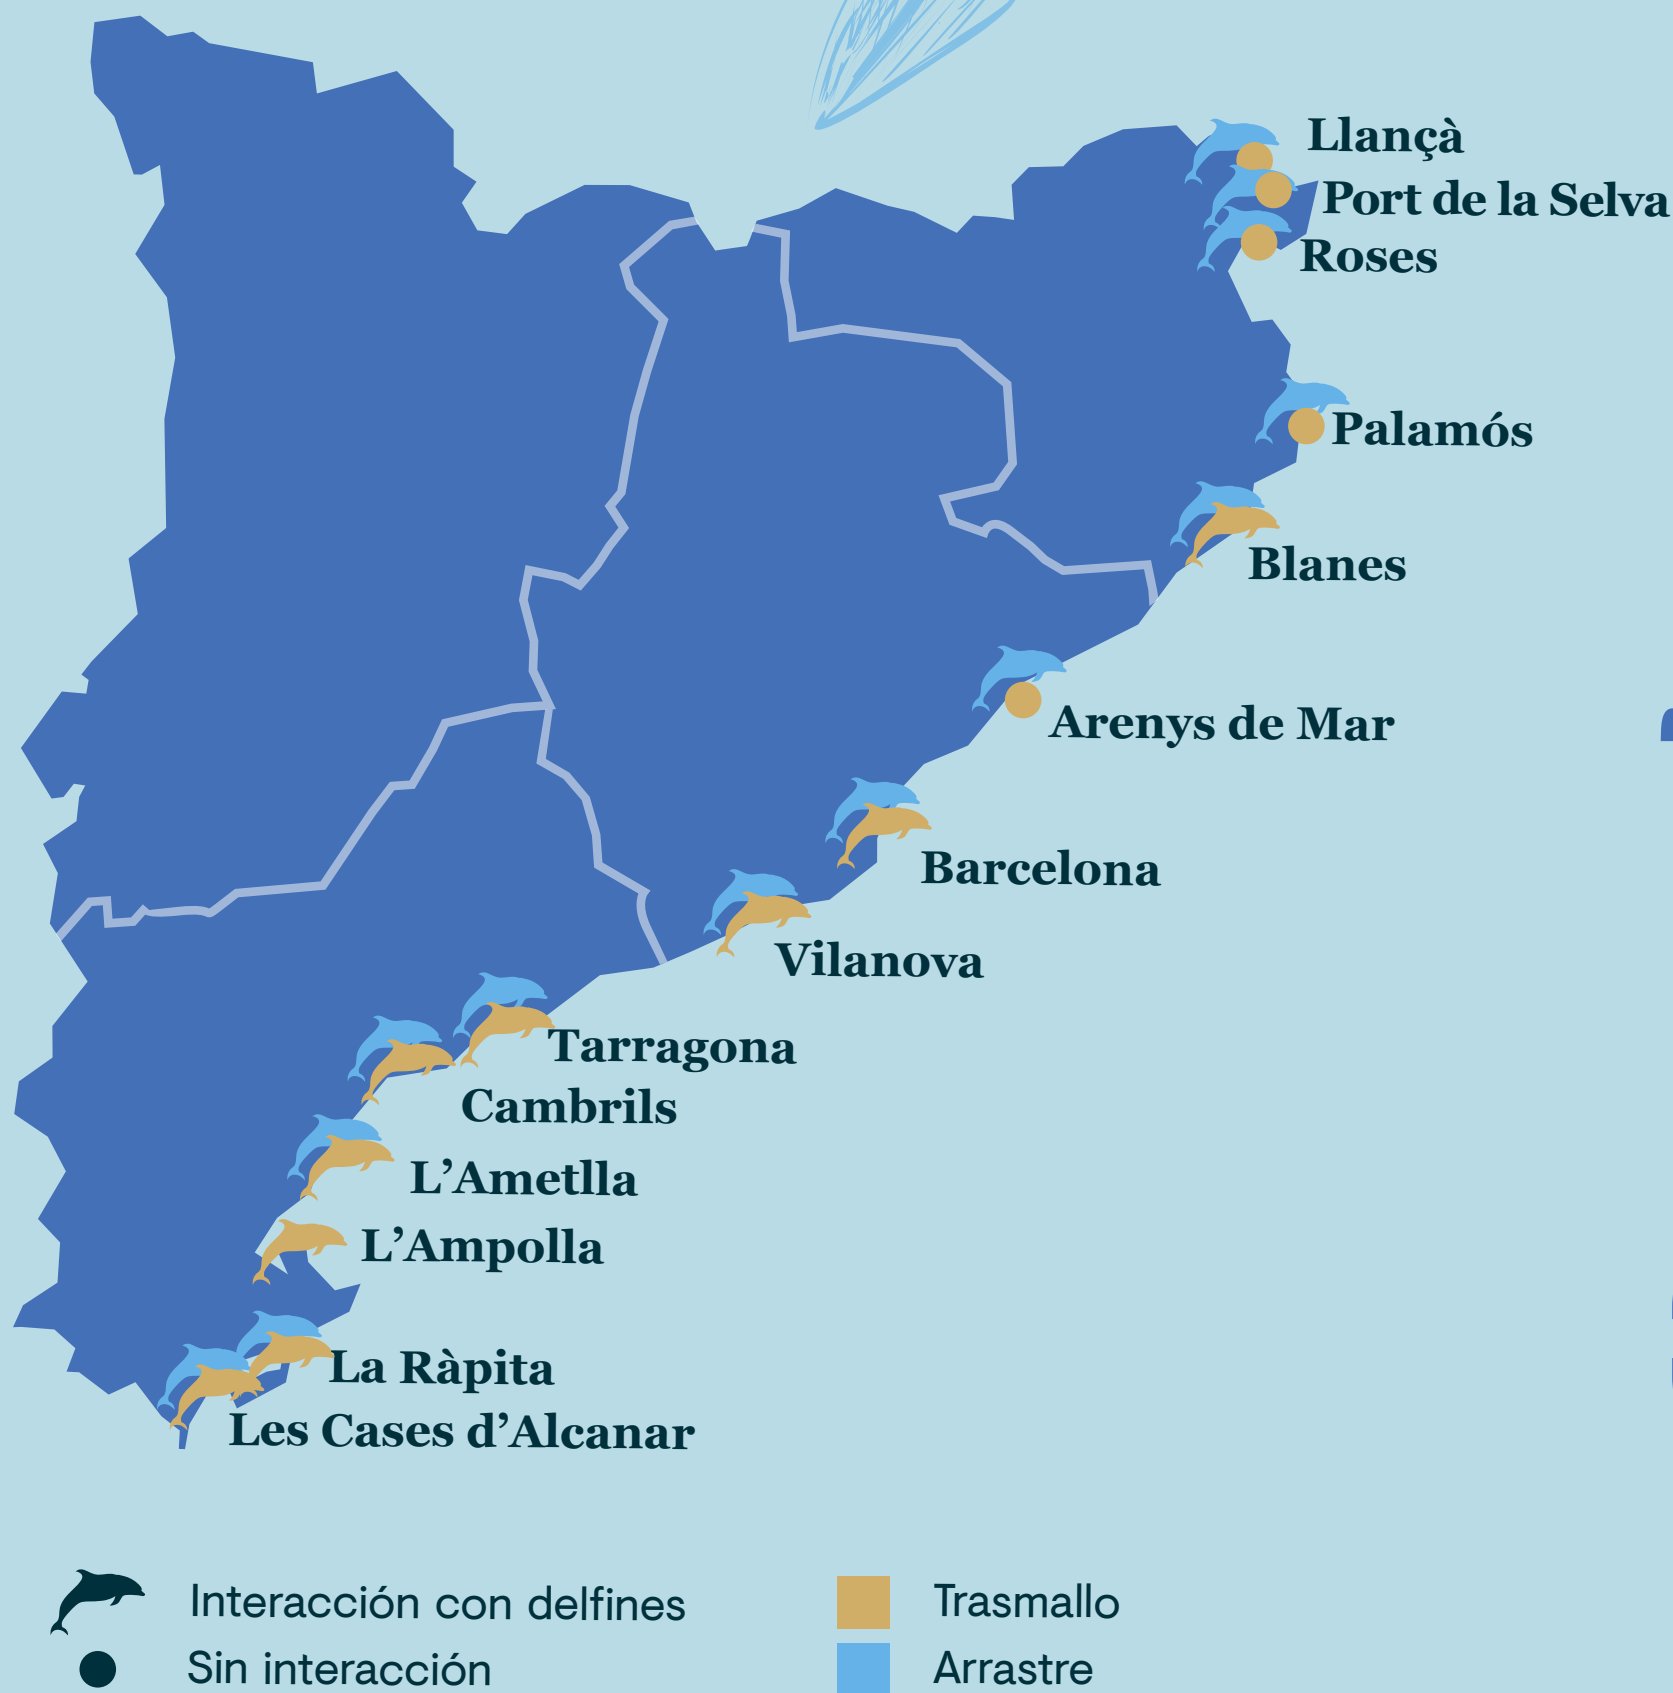 Llançà
Port de la Selva
Roses
Palamós
Blanes
Arenys de Mar
Barcelona
Vilanova
Tarragona
Cambrils
L’Ametlla
L’Ampolla
La Ràpita
Les Cases d’Alcanar
Interacción con delfines
Trasmallo
Sin interacción
Arrastre